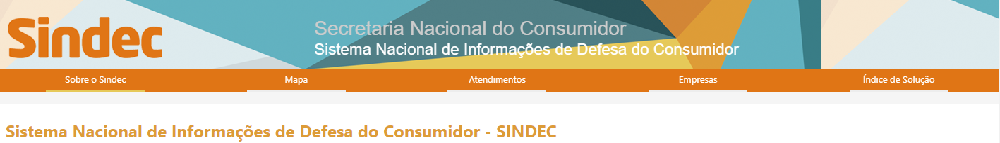 Sindec
Secretaria Nacional do Consumidor
Sistema Nacional de Informações de Defesa do Consumidor
Sobre o Sindec
Mapa
Atendimentos
Empresas
Índice de Solução
Sistema Nacional de Informações de Defesa do Consumidor - SINDEC